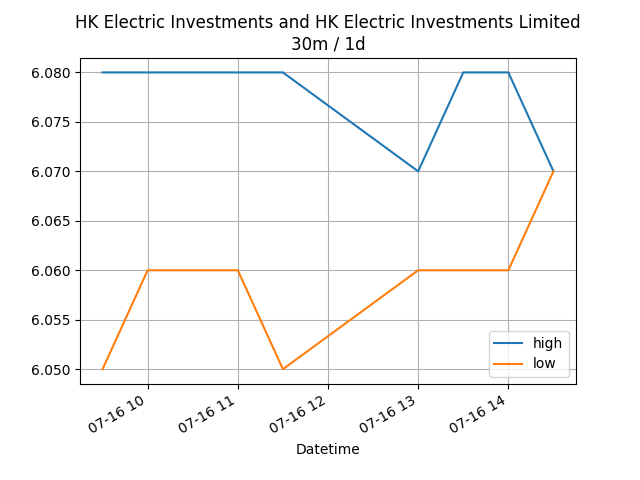 HK Electric Investments and HK Electric Investments Limited
30m / 1d
6.080
6.075
6.070
6.065
6.060
6.055
6.050
high
low
07-16 10
07-16 11
07-16 12
07-16 13
07-16 14
Datetime